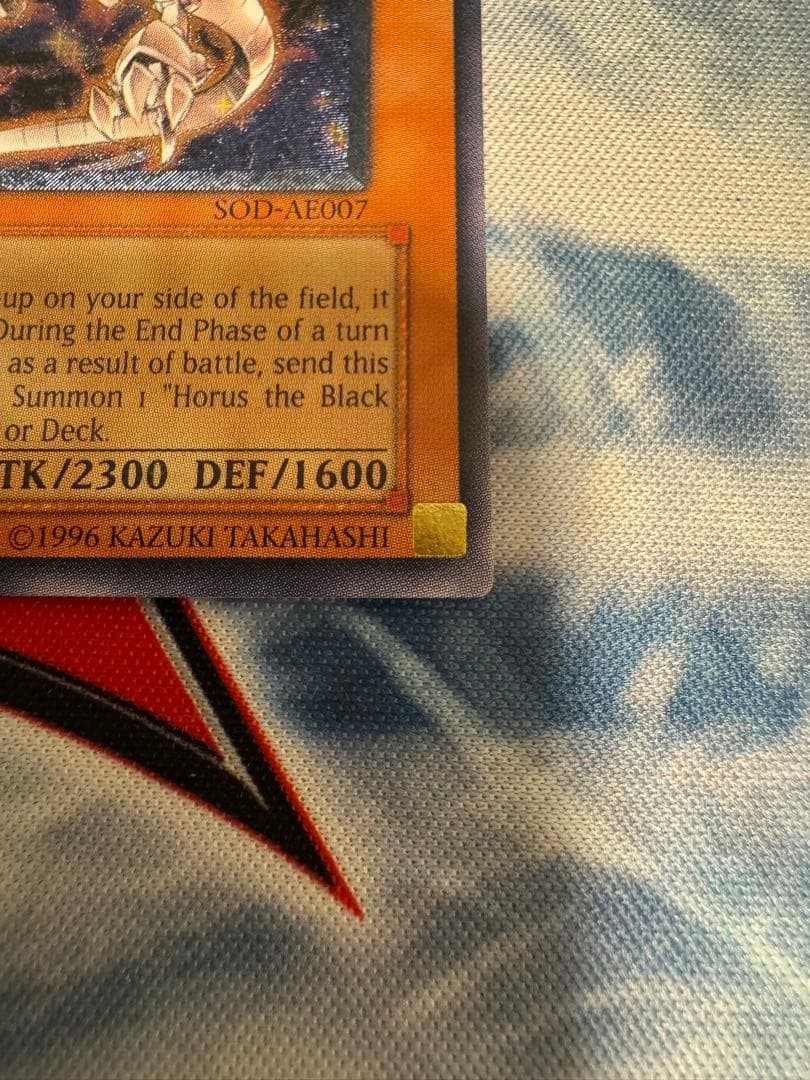 SOD-AE007
up on your side of the field, it
During the End Phase of a turn
as a result of battle, send this
Summon 1 "Horus the Black
or Deck.
TK/2300 DEF/1600
©1996 KAZUKI TAKAHASHI